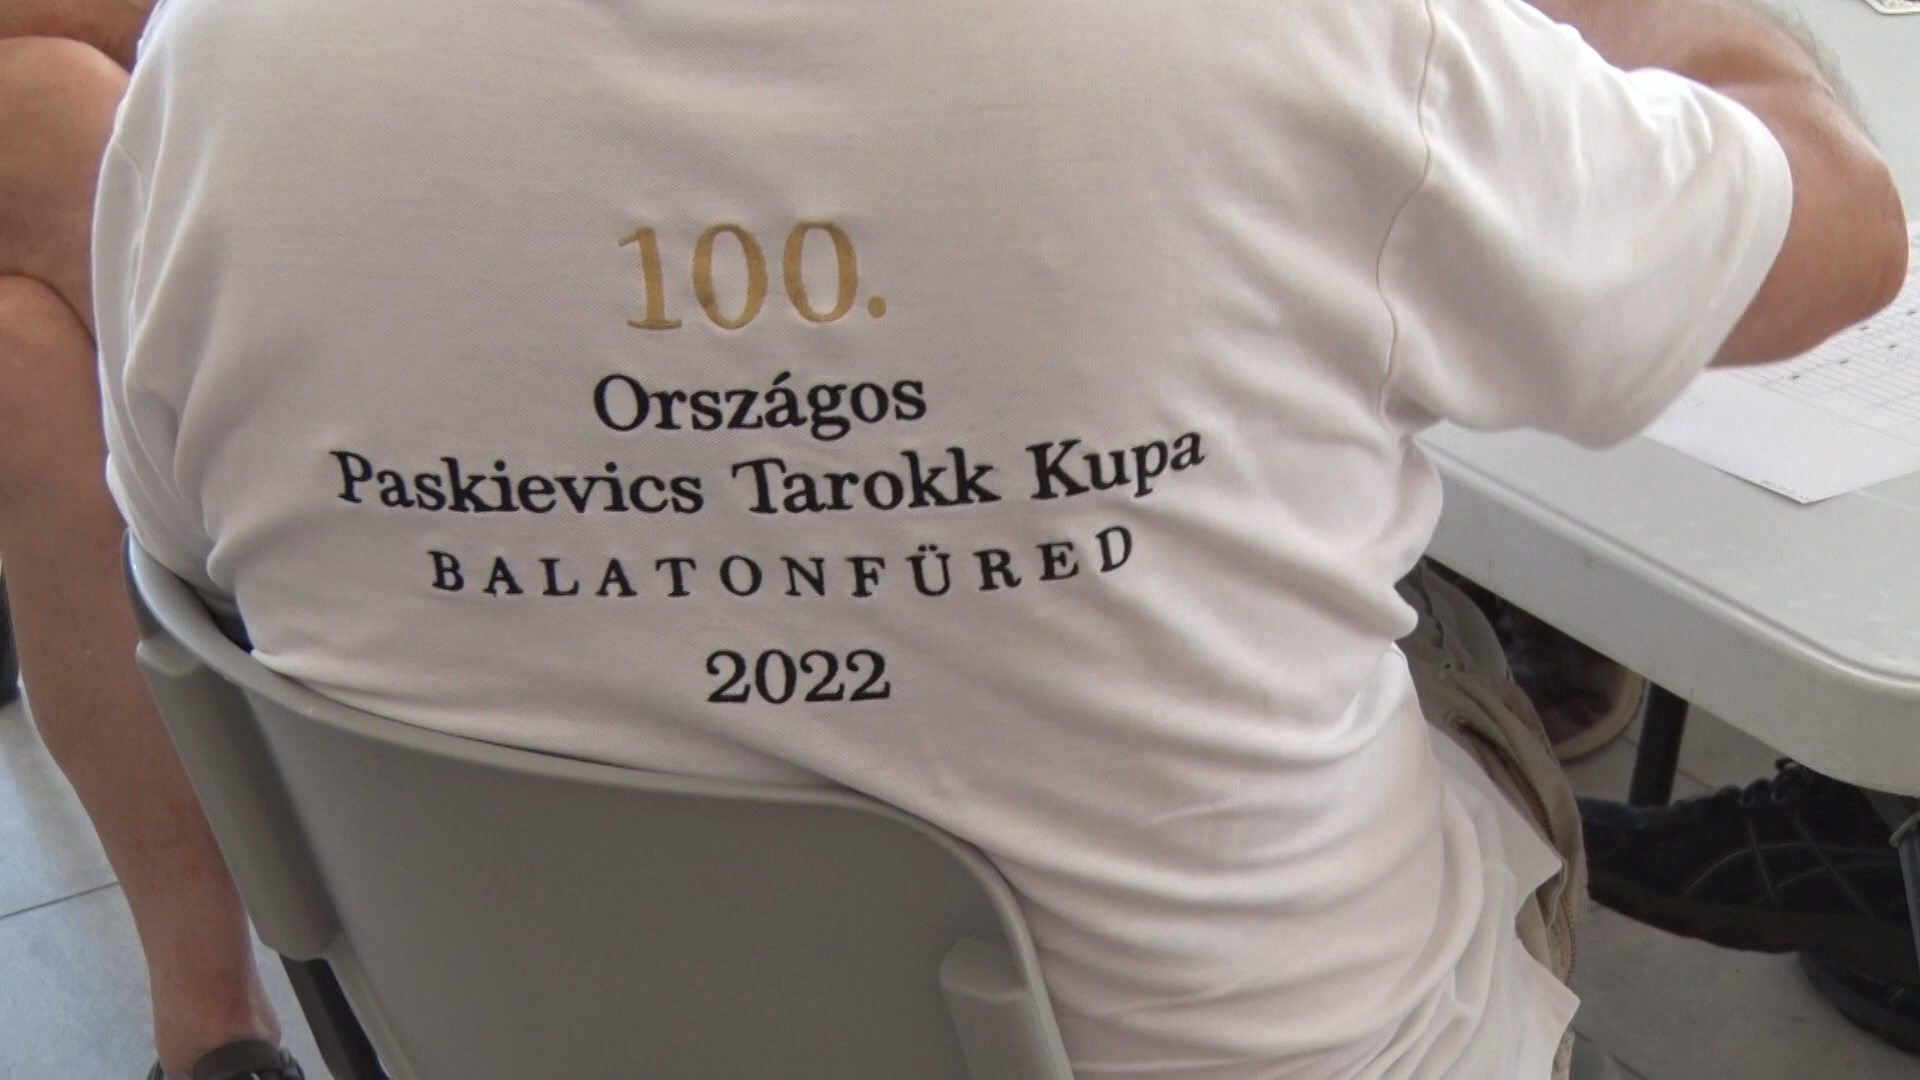 100.
Országos
Paskievics Tarokk Kupa
BALATONFÜRED
2022